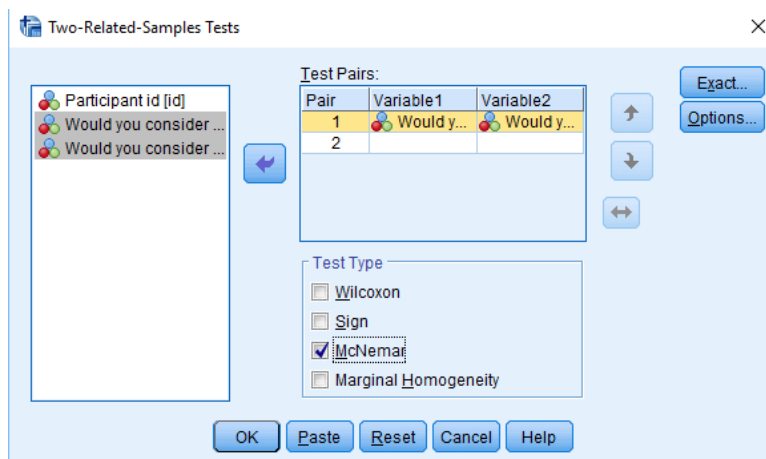 Two-Related-Samples Tests
Participant id [id]
Would you consider ...
Would you consider ...
Test Pairs:
Pair Variable1 Variable2
1 Would y... Would y...
2
Exact...
Options...
Test Type
Wilcoxon
Sign
McNemar
Marginal Homogeneity
OK Paste Reset Cancel Help